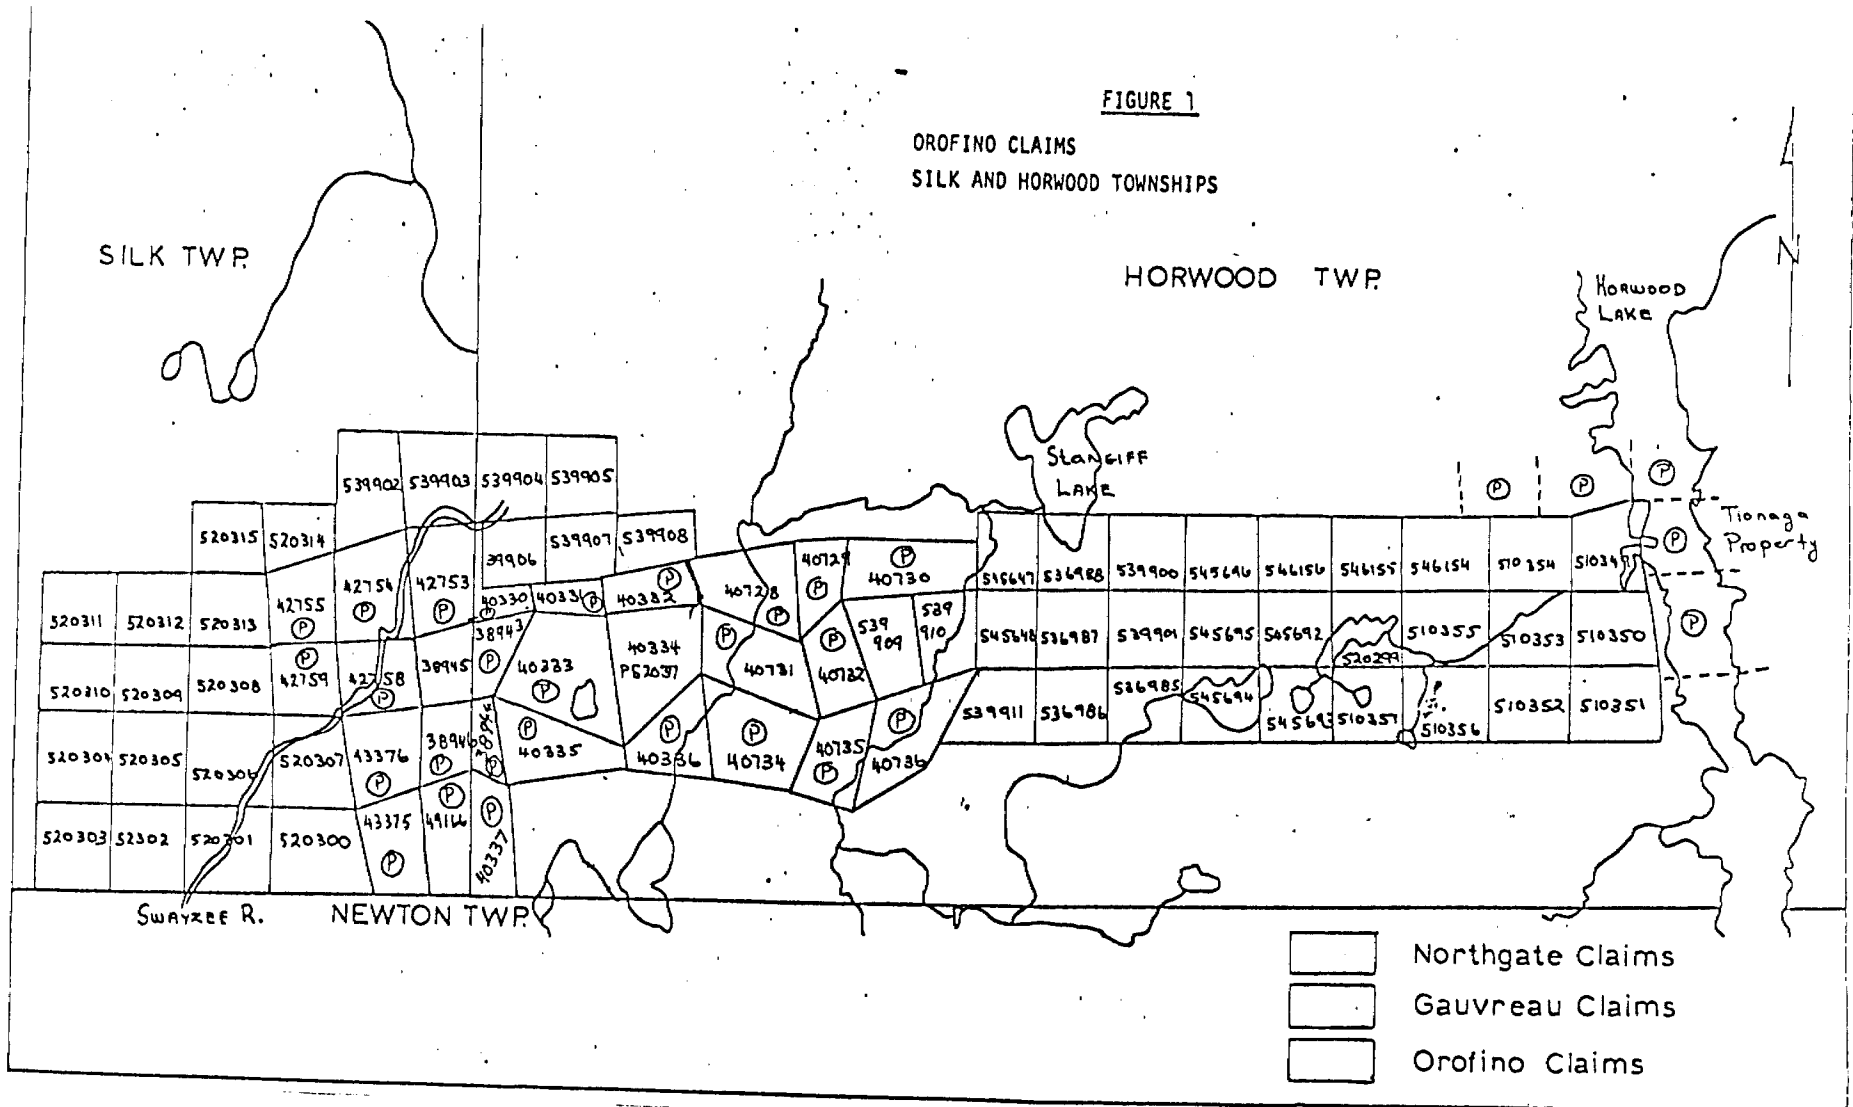 FIGURE 1
OROFINO CLAIMS
SILK AND HORWOOD TOWNSHIPS
SILK TWP.
HORWOOD TWP.
N
HORWOOD
LAKE
STANGIFF
LAKE
Tionaga
Property
539902 539903 539904 539905
520315 520314 39906 539907 539908
P P P
P
42754 42753 40729 P 40730
P P P
545647 536988 539900 545696 546156 546155 546154 510354 51034
42755 40330 40331 P 40332 P 40728 P
P P
520311 520312 520313 38943 P
539 909
539 910
40334
P52037
P 40731
P 40732
545648 536987 539901 545695 545692 510355 510353 510350
P
520299
520310 520309 520308 P 42759 42758 P 38945 40333 P
539911 536986 536985 545694 545693 510357 510356 510352 510351
520304 520305 520306 520307 43376 P 38946 P P 40335
P 40336 P 40734 40735 P P 40736
520303 52302 520301 520300 43375 P P 49166 P 40337
SWAYZEE R.
NEWTON TWP.
Northgate Claims
Gauvreau Claims
Orofino Claims